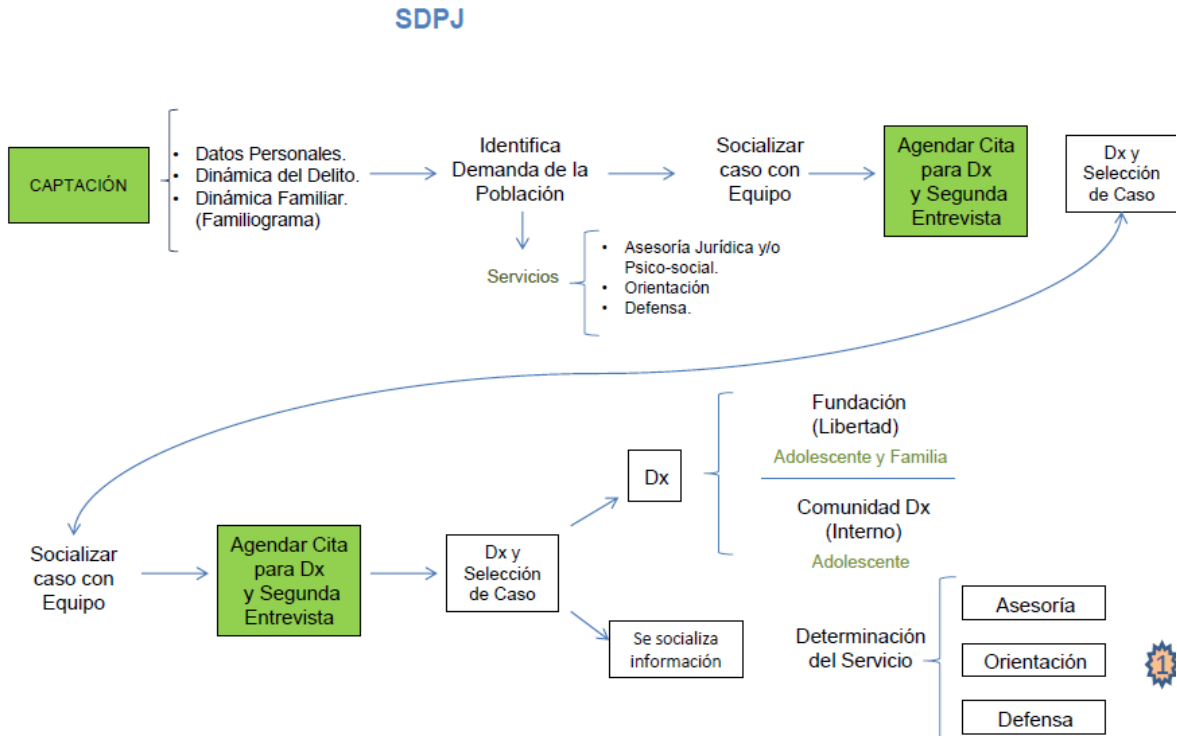 SDPJ
CAPTACIÓN
• Datos Personales.
• Dinámica del Delito.
• Dinámica Familiar.
(Familiograma)
Identifica
Demanda de la
Población
Socializar
caso con
Equipo
Agendar Cita
para Dx
y Segunda
Entrevista
Dx y
Selección
de Caso
Servicios
• Asesoría Jurídica y/o
Psico-social.
• Orientación
• Defensa.
Socializar
caso con
Equipo
Agendar Cita
para Dx
y Segunda
Entrevista
Dx y
Selección
de Caso
Dx
Fundación
(Libertad)
Adolescente y Familia
Comunidad Dx
(Interno)
Adolescente
Se socializa
información
Determinación
del Servicio
Asesoría
Orientación
Defensa
1